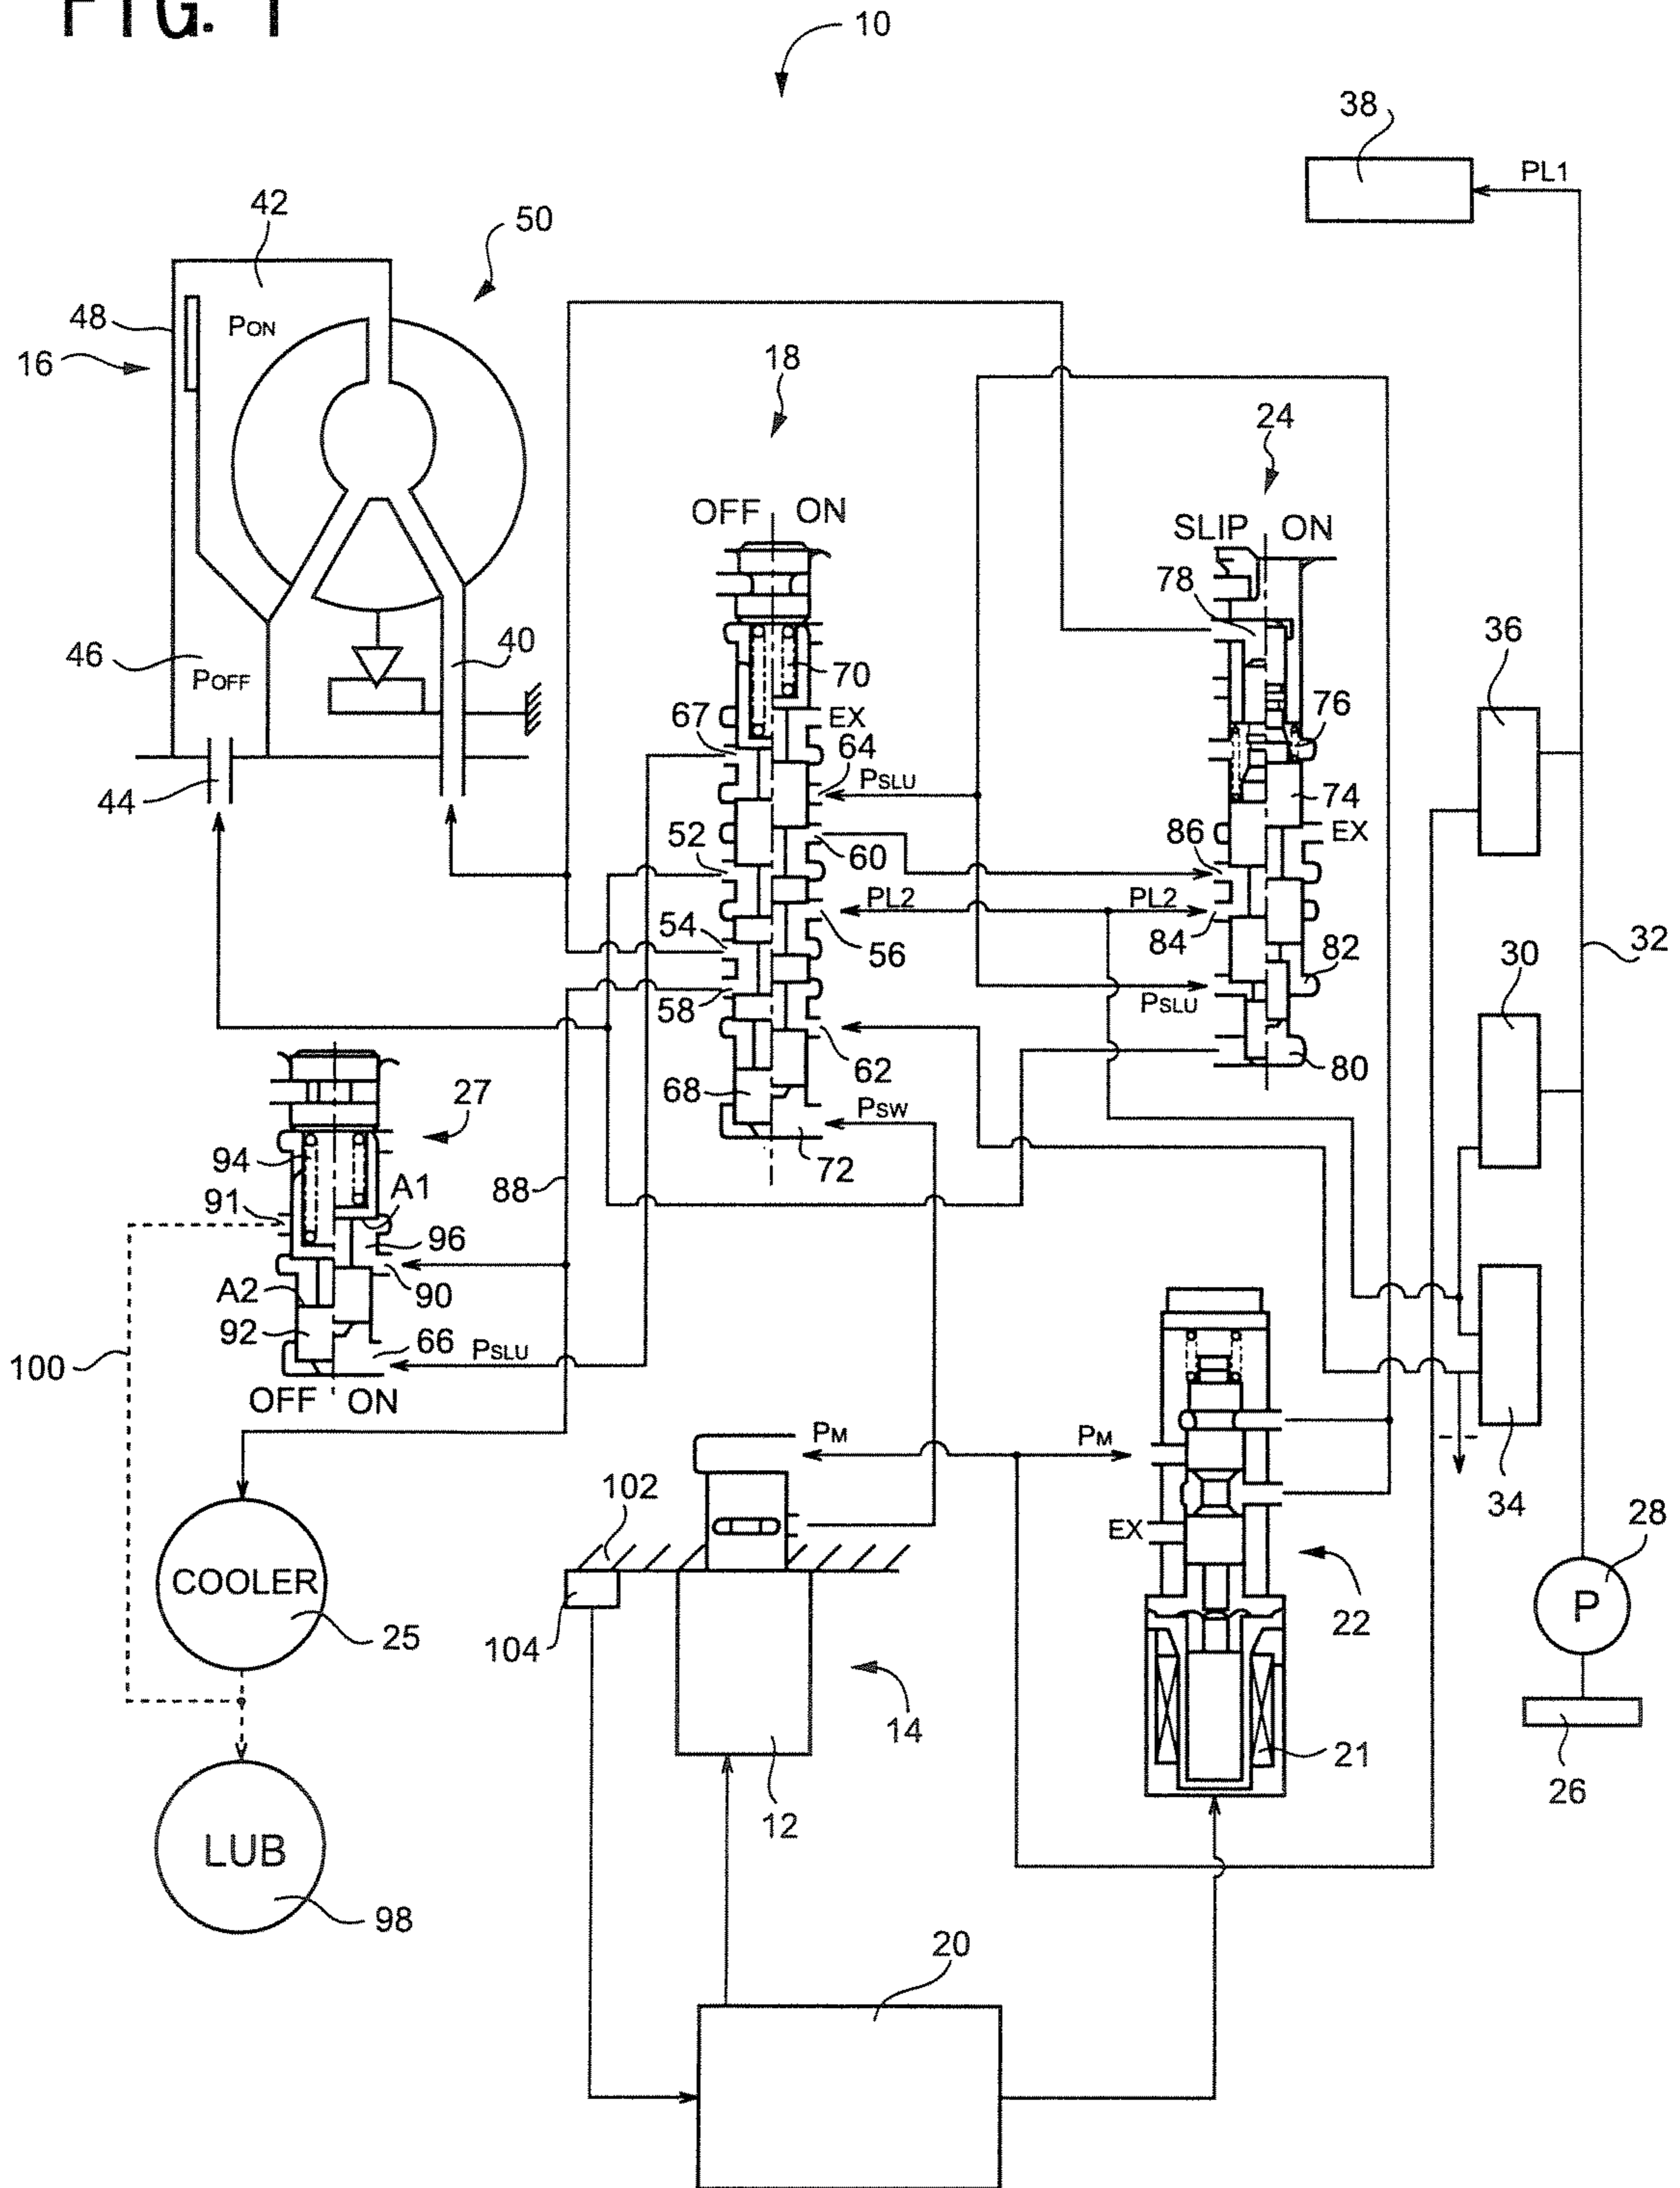 FIG. 1
10
38
PL1
42
50
48
PON
16
18
24
OFF ON
SLIP ON
78
36
46
POFF
40
70
76
67
EX
64
PSLU
74
44
52
60
86
EX
PL2
PL2
54
56
84
32
30
82
58
PSLU
62
80
68
27
PSW
72
94
88
A1
91
96
90
A2
92
66
PSLU
100
OFF ON
PM
PM
34
102
EX
28
COOLER
22
P
25
104
14
21
26
12
LUB
98
20